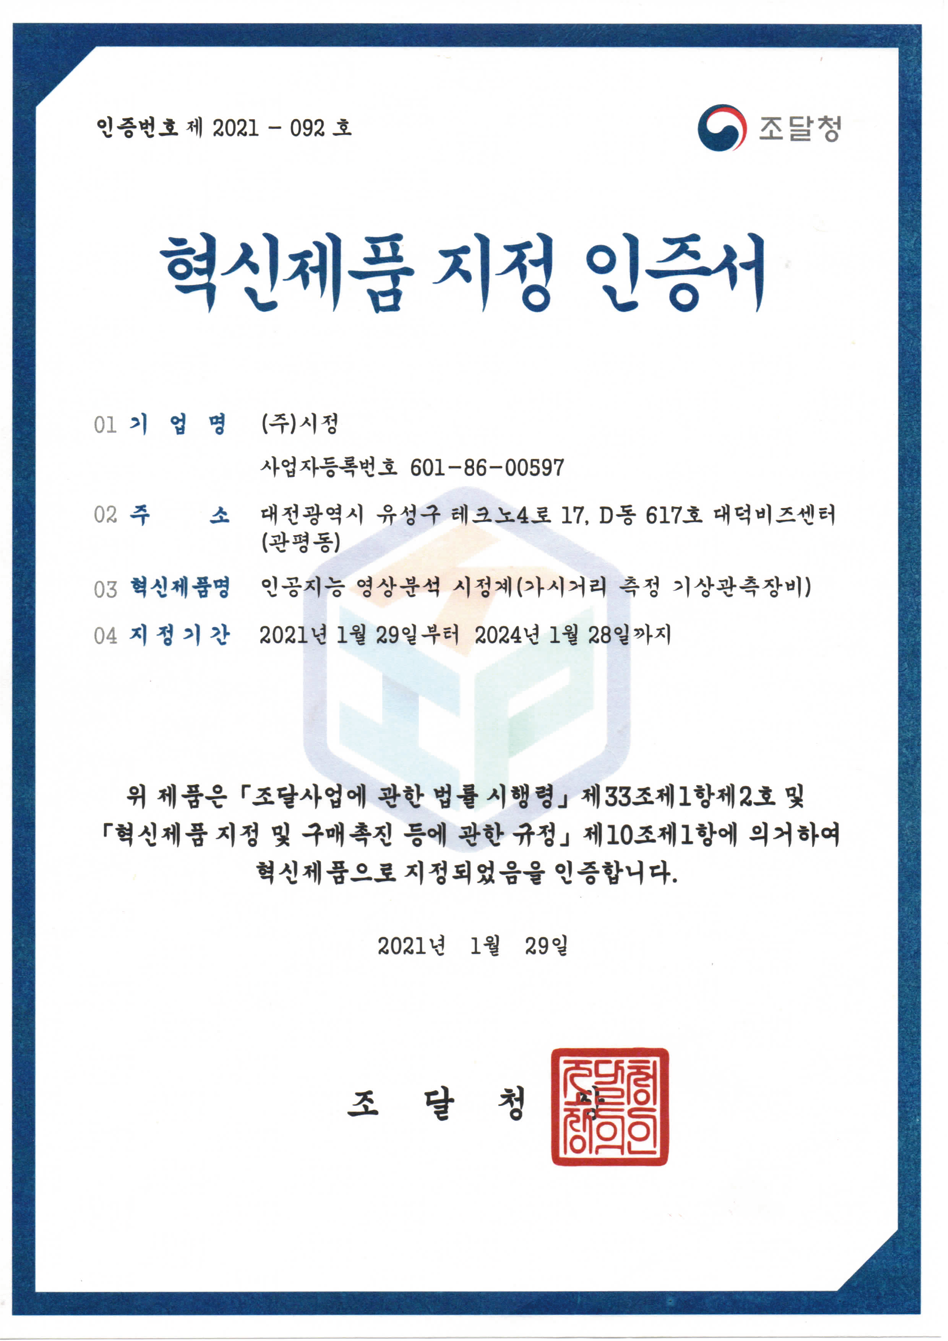 인증번호 제 2021 - 092 호
조달청
혁신제품 지정 인증서
01 기 업 명 (주)시정
사업자등록번호 601-86-00597
02 주 소 대전광역시 유성구 테크노4로 17, D동 617호 대덕비즈센터
(관평동)
03 혁신제품명 인공지능 영상분석 시정계(가시거리 측정 기상관측장비)
04 지정기간 2021년 1월 29일부터 2024년 1월 28일까지
위 제품은 「조달사업에 관한 법률 시행령」 제33조제1항제2호 및
「혁신제품 지정 및 구매촉진 등에 관한 규정」 제10조제1항에 의거하여
혁신제품으로 지정되었음을 인증합니다.
2021년 1월 29일
조 달 청 장